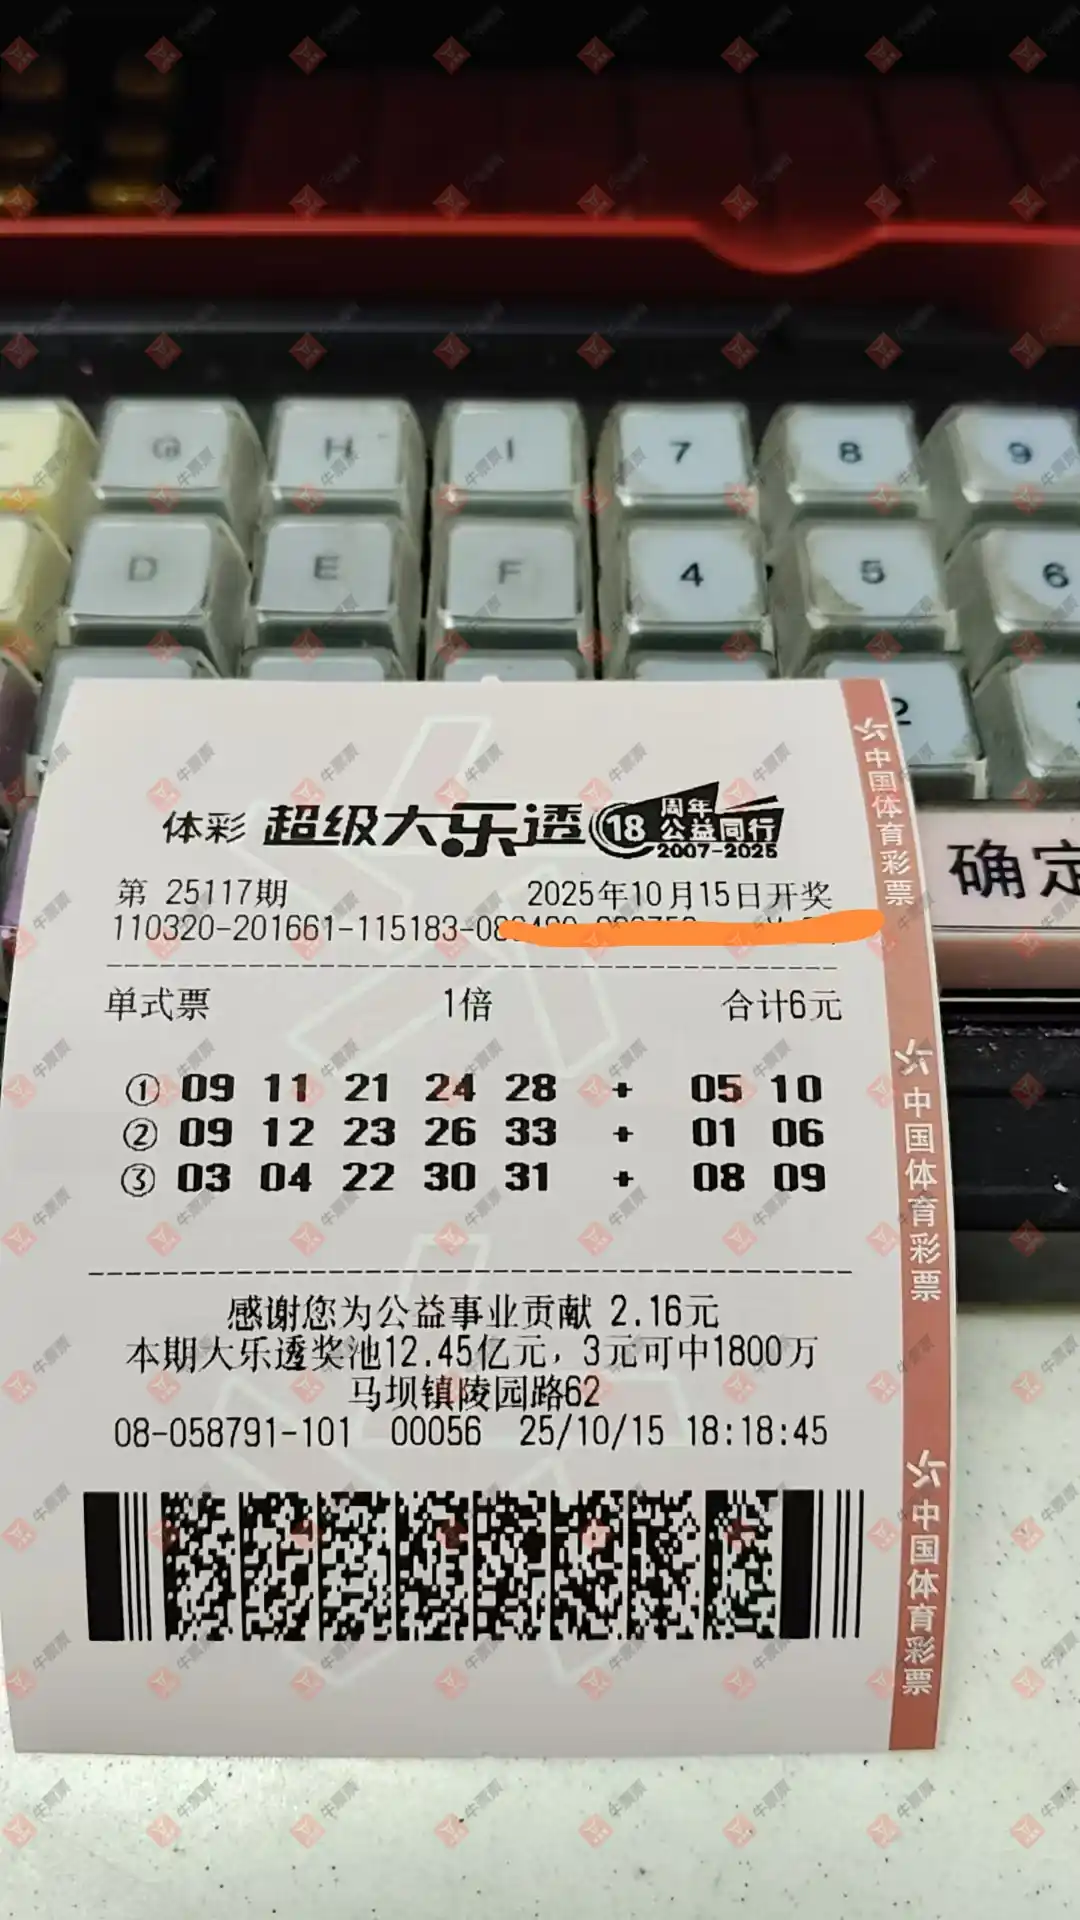 G H I 7 8 9
D E F 4 5 6
2
确定
体彩 超级大乐透 18 周年 公益同行 2007-2025
第 25117期 2025年10月15日开奖
110320-201661-115183-08
单式票 1倍 合计6元
① 09 11 21 24 28 + 05 10
② 09 12 23 26 33 + 01 06
③ 03 04 22 30 31 + 08 09
感谢您为公益事业贡献 2.16元
本期大乐透奖池12.45亿元，3元可中1800万
马坝镇陵园路62
08-058791-101 00056 25/10/15 18:18:45
中国体育彩票
中国体育彩票
中国体育彩票
牛票票